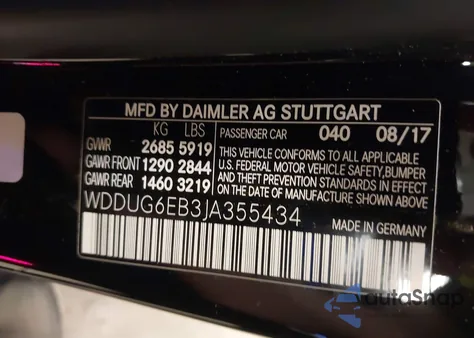 MFD BY DAIMLER AG STUTTGART
KG LBS PASSENGER CAR 040 08/17
GVWR 2685 5919 THIS VEHICLE CONFORMS TO ALL APPLICABLE
GAWR FRONT 1290 2844 U.S. FEDERAL MOTOR VEHICLE SAFETY,BUMPER
GAWR REAR 1460 3219 AND THEFT PREVENTION STANDARDS IN EFFECT
ON THE DATE OF MANUFACTURE SHOWN ABOVE.
WDDUG6EB3JA355434 MADE IN GERMANY
autoSnap